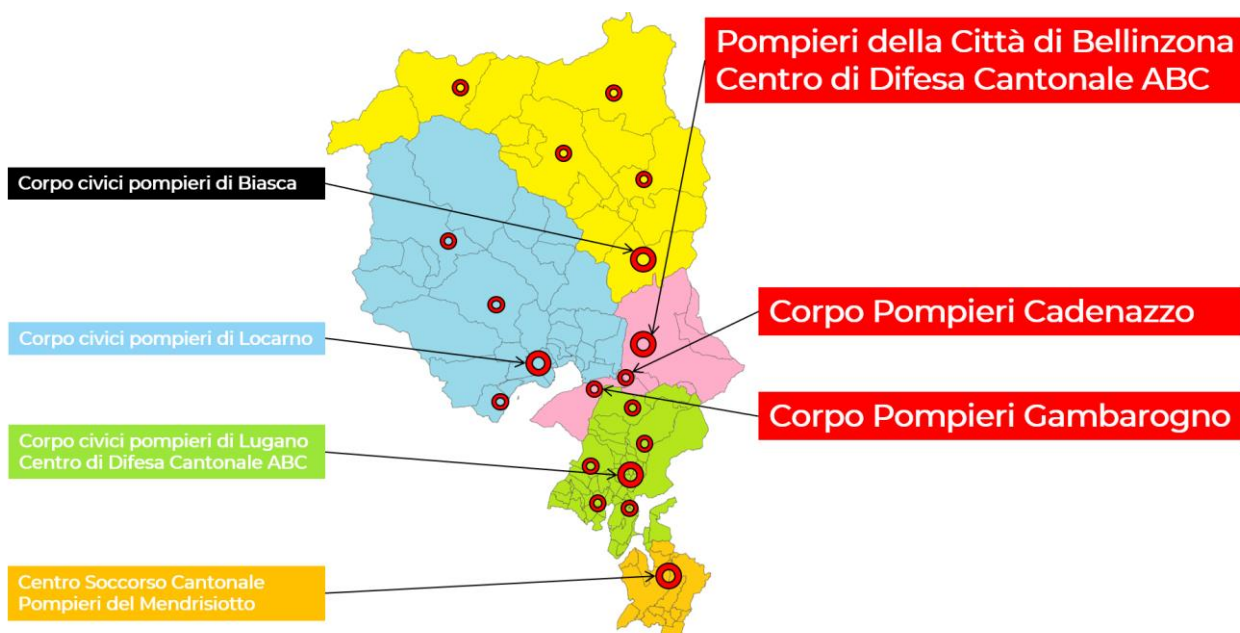 Pompieri della Città di Bellinzona
Centro di Difesa Cantonale ABC
Corpo civici pompieri di Biasca
Corpo Pompieri Cadenazzo
Corpo civici pompieri di Locarno
Corpo Pompieri Gambarogno
Corpo civici pompieri di Lugano
Centro di Difesa Cantonale ABC
Centro Soccorso Cantonale
Pompieri del Mendrisiotto